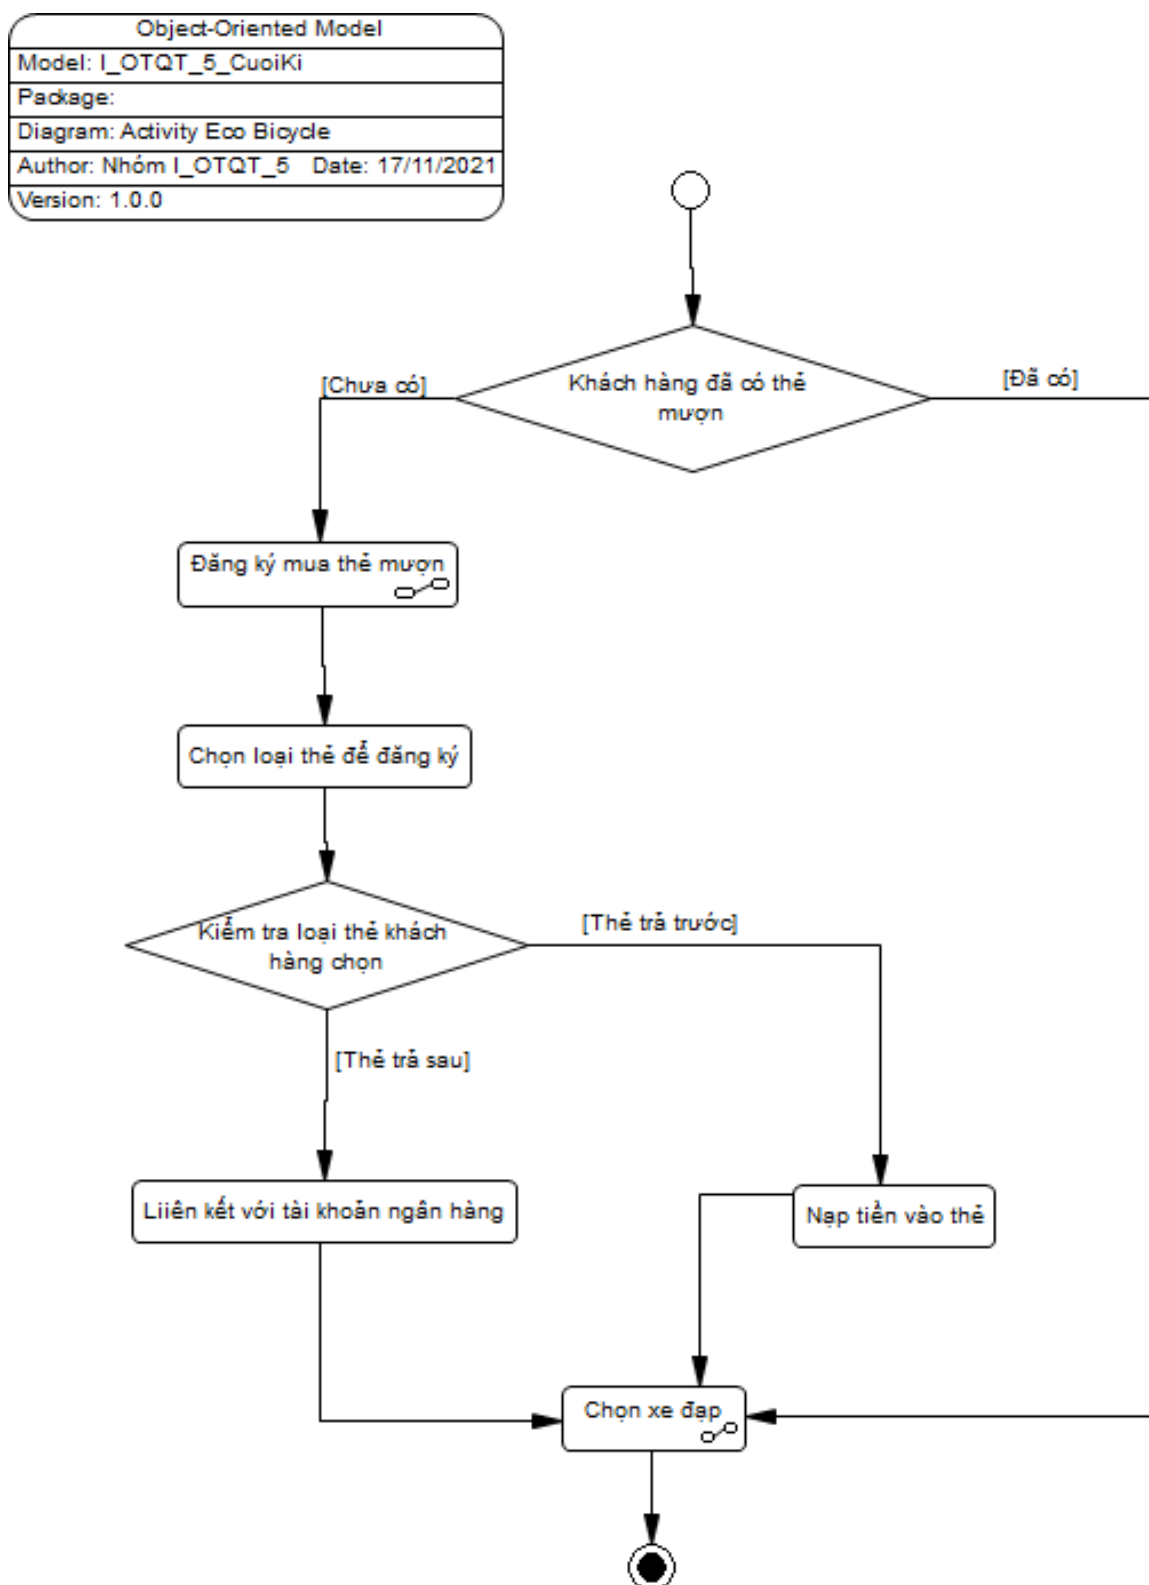 Object-Oriented Model
Model: I_OTQT_5_CuoiKi
Package:
Diagram: Activity Eco Bicycle
Author: Nhóm I_OTQT_5 Date: 17/11/2021
Version: 1.0.0
Khách hàng đã có thẻ
mượn
[Chưa có]
[Đã có]
Đăng ký mua thẻ mượn
Chọn loại thẻ để đăng ký
Kiểm tra loại thẻ khách
hàng chọn
[Thẻ trả trước]
[Thẻ trả sau]
Liiên kết với tài khoản ngân hàng
Nạp tiền vào thẻ
Chọn xe đạp